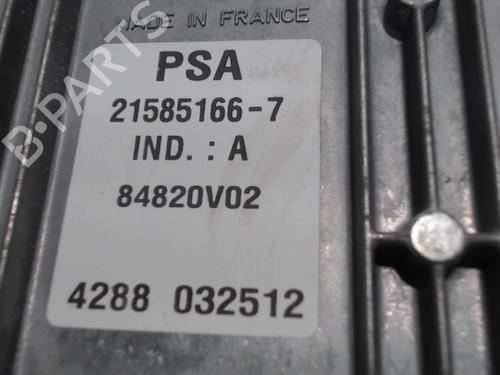 MADE IN FRANCE
PSA
21585166-7
IND. : A
84820V02
4288 032512
B-Parts